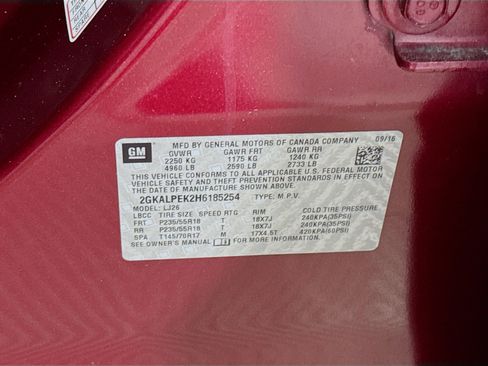 GM
MFD BY GENERAL MOTORS OF CANADA COMPANY 09/16
GVWR GAWR FRT GAWR RR
2250 KG 1175 KG 1240 KG
4960 LB 2590 LB 2733 LB
THIS VEHICLE CONFORMS TO ALL APPLICABLE U.S. FEDERAL
MOTOR VEHICLE SAFETY AND THEFT PREVENTION
STANDARDS IN EFFECT ON THE
DATE OF MANUFACTURE SHOWN ABOVE.
2GKALPEK2H6185254 TYPE: M.P.V.
MODEL: LJ26
LBCC TIRE SIZE SPEED RTG RIM COLD TIRE PRESSURE
FRT P235/55R18 T 18X7J 240KPA(35PSI)
RR P235/55R18 T 18X7J 240KPA(35PSI)
SPA T145/70R17 M 17X4.5T 420KPA(60PSI)
SEE OWNER'S MANUAL FOR MORE INFORMATION.